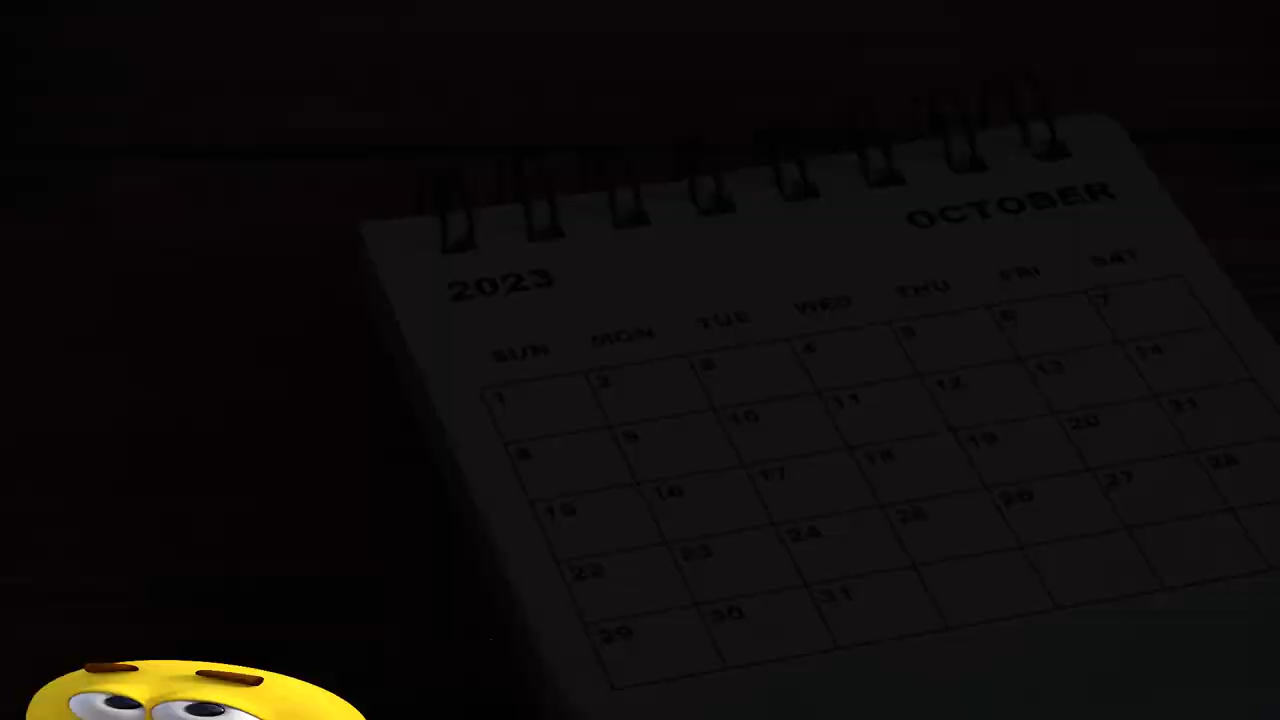 OCTOBER
2023
SUN MON TUE WED THU FRI SAT
1 2 3 4 5 6 7
8 9 10 11 12 13 14
15 16 17 18 19 20 21
22 23 24 25 26 27 28
29 30 31